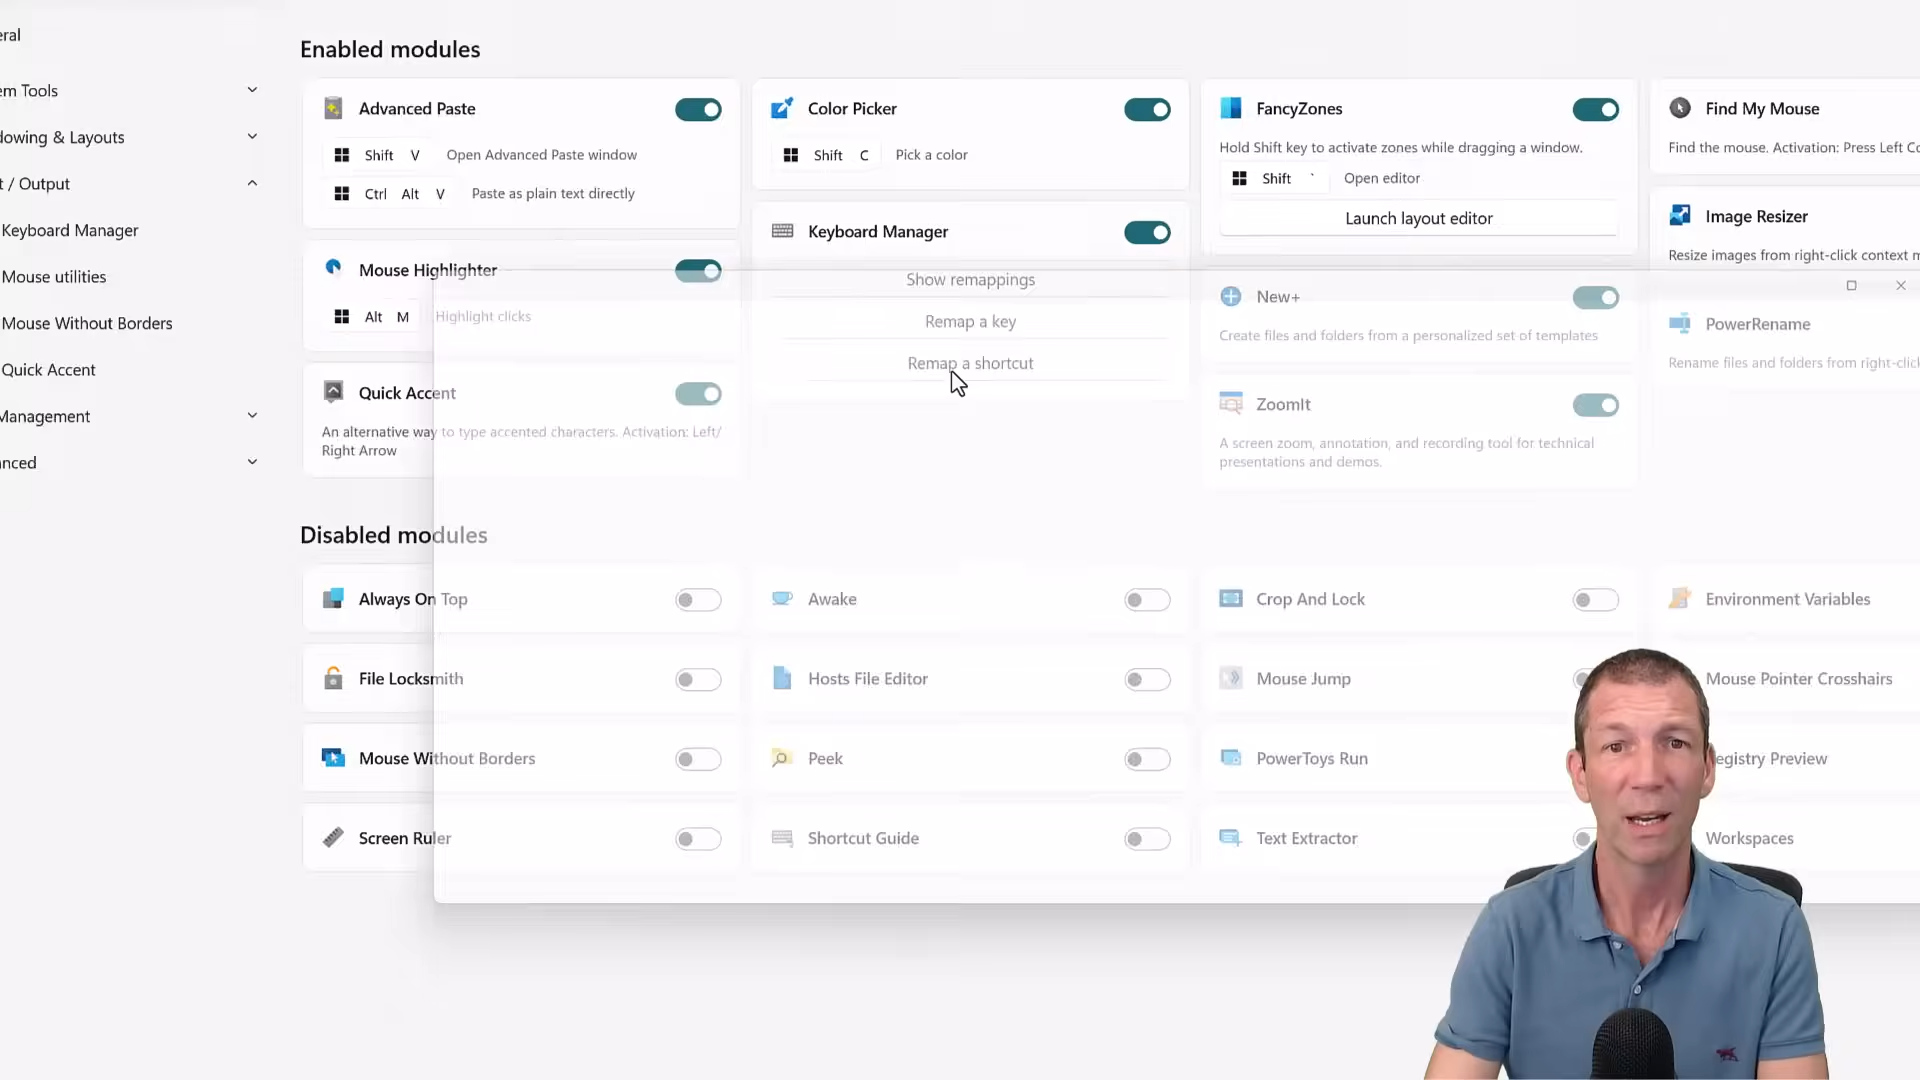 eral
em Tools
dowing & Layouts
t / Output
Keyboard Manager
Mouse utilities
Mouse Without Borders
Quick Accent
Management
nced
Enabled modules
Advanced Paste
Shift V Open Advanced Paste window
Ctrl Alt V Paste as plain text directly
Mouse Highlighter
Alt M Highlight clicks
Quick Accent
An alternative way to type accented characters. Activation: Left/
Right Arrow
Color Picker
Shift C Pick a color
Keyboard Manager
Show remappings
Remap a key
Remap a shortcut
FancyZones
Hold Shift key to activate zones while dragging a window.
Shift ` Open editor
Launch layout editor
New+
Create files and folders from a personalized set of templates
ZoomIt
A screen zoom, annotation, and recording tool for technical
presentations and demos.
Find My Mouse
Find the mouse. Activation: Press Left Co
Image Resizer
Resize images from right-click context m
PowerRename
Rename files and folders from right-click
Disabled modules
Always On Top
Awake
Crop And Lock
Environment Variables
File Locksmith
Hosts File Editor
Mouse Jump
Mouse Pointer Crosshairs
Mouse Without Borders
Peek
PowerToys Run
egistry Preview
Screen Ruler
Shortcut Guide
Text Extractor
Workspaces